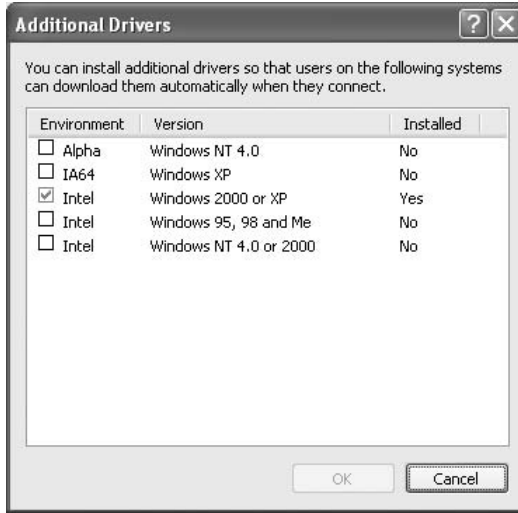 Additional Drivers
You can install additional drivers so that users on the following systems
can download them automatically when they connect.
Environment Version Installed
Alpha Windows NT 4.0 No
IA64 Windows XP No
Intel Windows 2000 or XP Yes
Intel Windows 95, 98 and Me No
Intel Windows NT 4.0 or 2000 No
OK Cancel